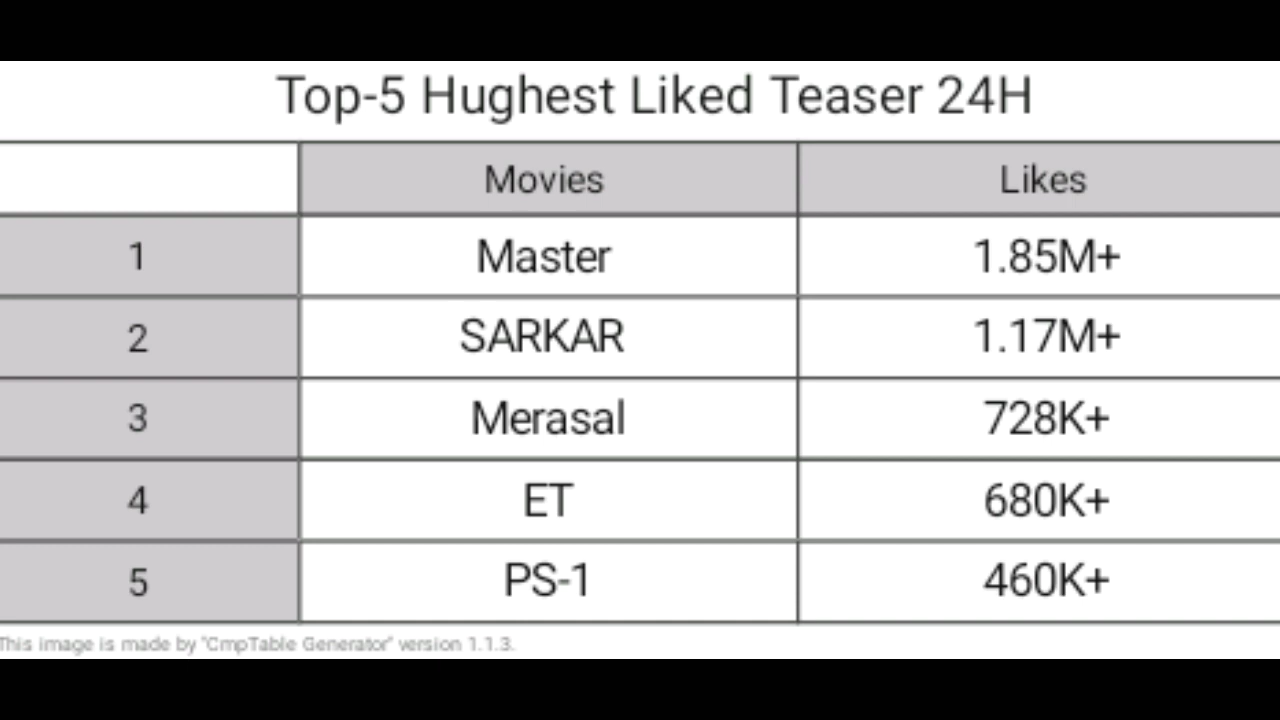 Top-5 Hughest Liked Teaser 24H
Movies Likes
1 Master 1.85M+
2 SARKAR 1.17M+
3 Merasal 728K+
4 ET 680K+
5 PS-1 460K+
This image is made by "CmpTable Generator" version 1.1.3.